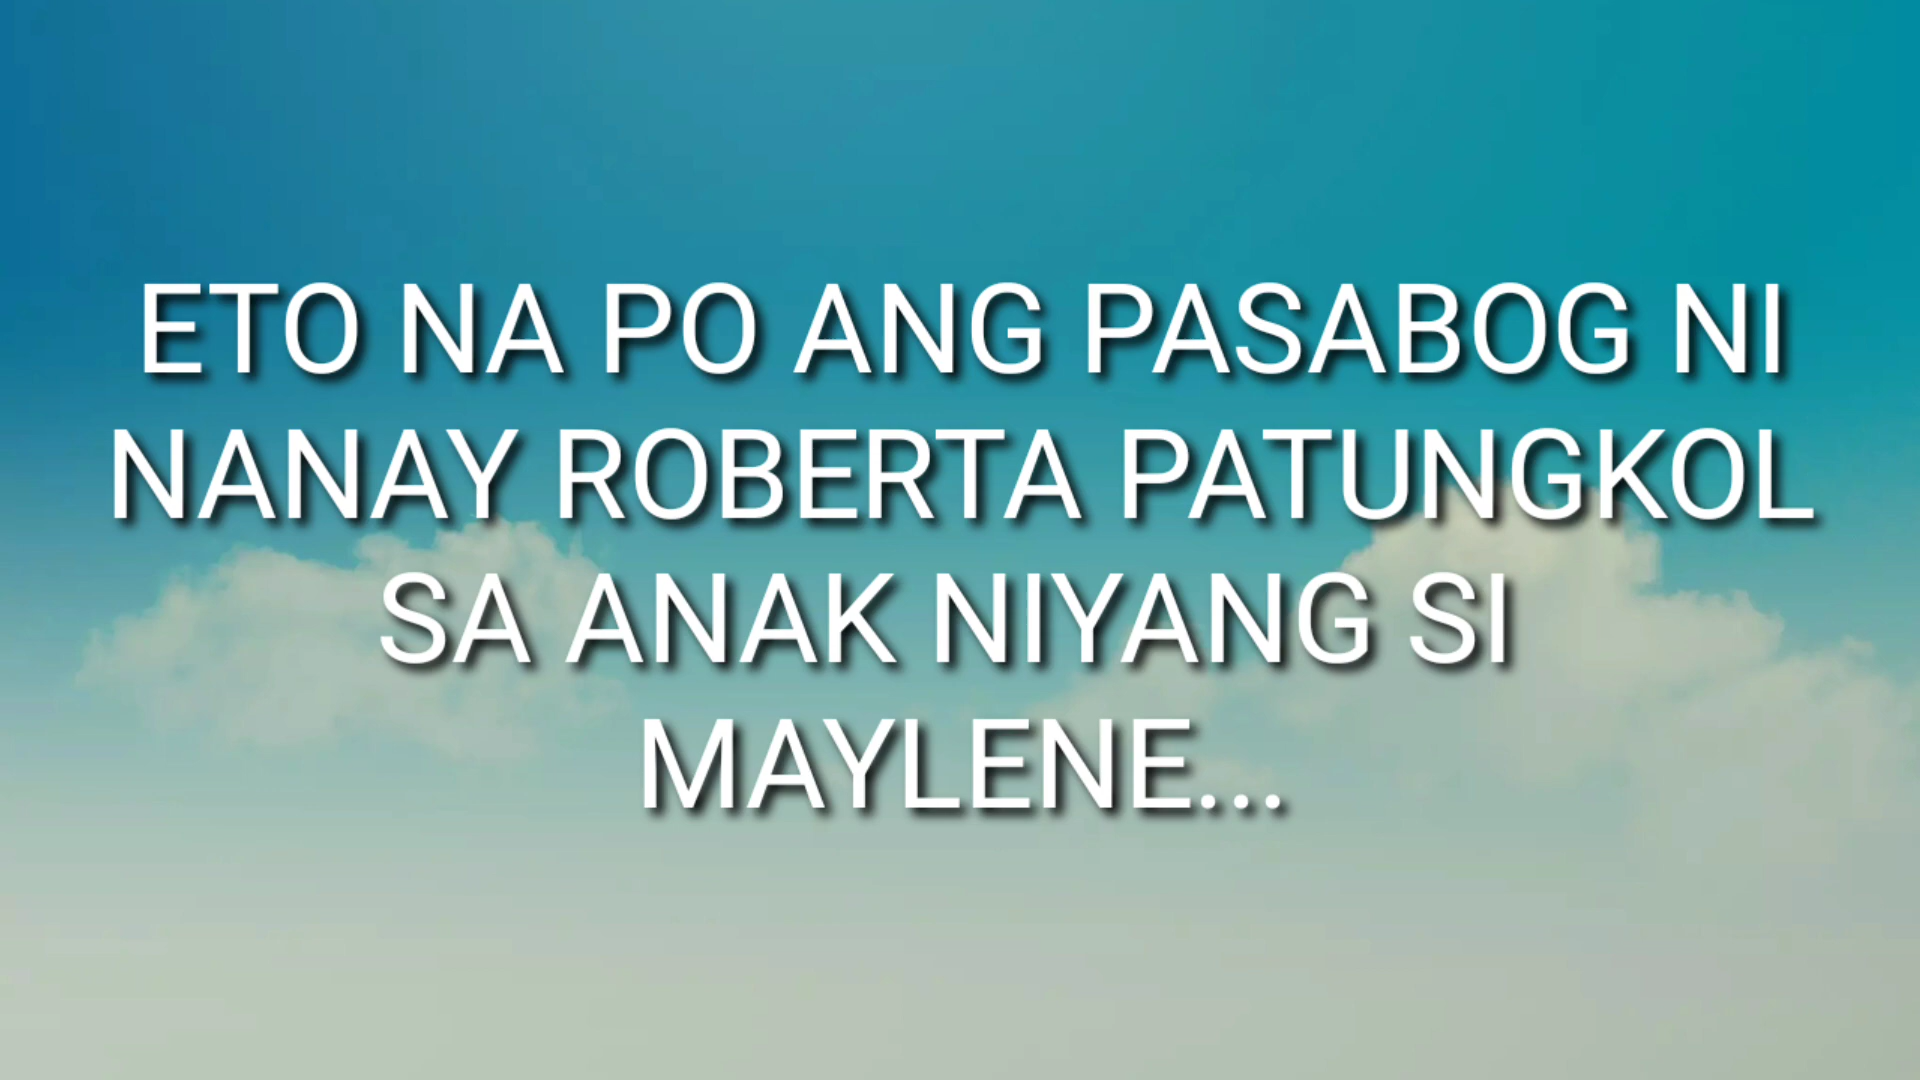 ETO NA PO ANG PASABOG NI
NANAY ROBERTA PATUNGKOL
SA ANAK NIYANG SI
MAYLENE...